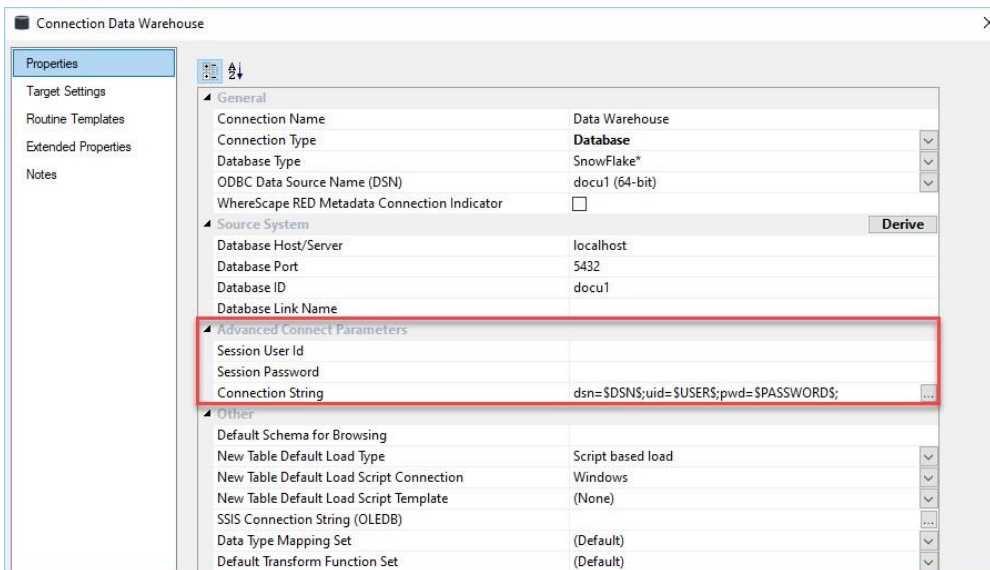 Connection Data Warehouse
Properties
Target Settings
Routine Templates
Extended Properties
Notes
General
Connection Name Data Warehouse
Connection Type Database
Database Type SnowFlake*
ODBC Data Source Name (DSN) docu1 (64-bit)
WhereScape RED Metadata Connection Indicator
Source System Derive
Database Host/Server localhost
Database Port 5432
Database ID docu1
Database Link Name
Advanced Connect Parameters
Session User Id
Session Password
Connection String dsn=$DSN$;uid=$USER$;pwd=$PASSWORD$; ...
Other
Default Schema for Browsing
New Table Default Load Type Script based load
New Table Default Load Script Connection Windows
New Table Default Load Script Template (None)
SSIS Connection String (OLEDB) ...
Data Type Mapping Set (Default)
Default Transform Function Set (Default)